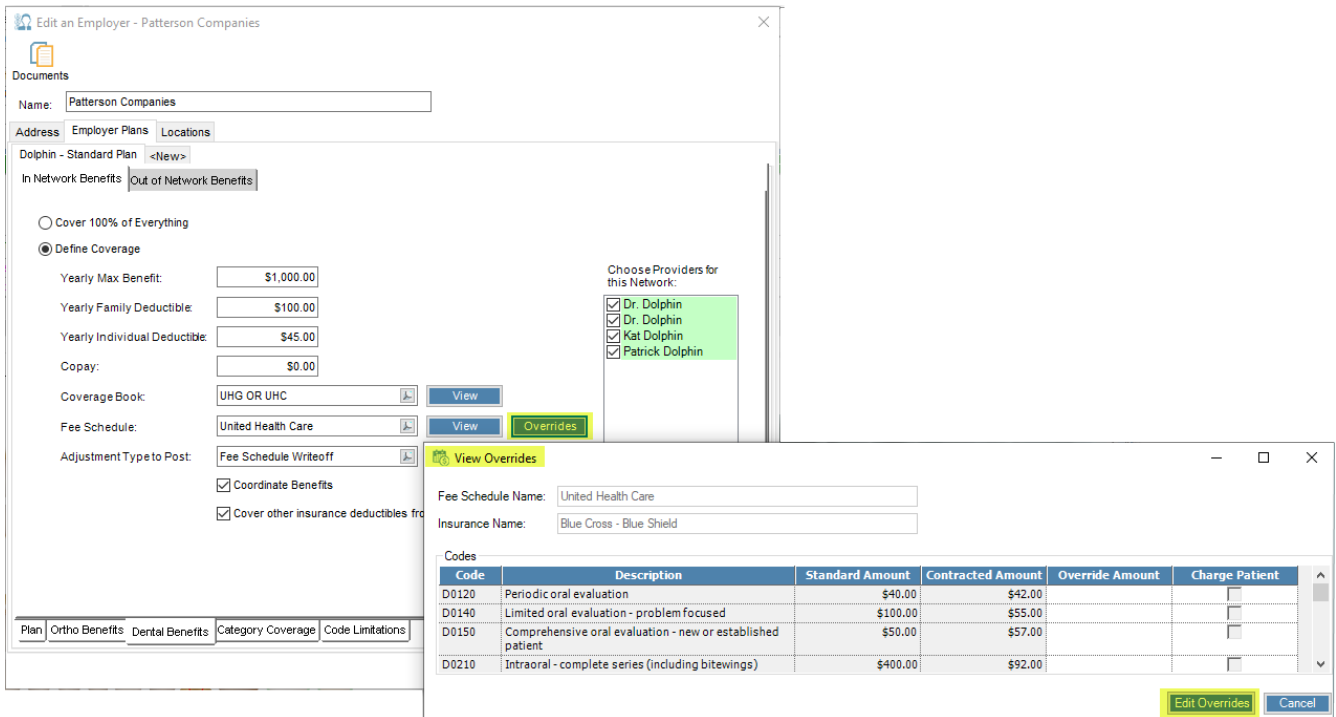 Edit an Employer - Patterson Companies
Documents
Name: Patterson Companies
Address Employer Plans Locations
Dolphin - Standard Plan <New>
In Network Benefits Out of Network Benefits
Cover 100% of Everything
Define Coverage
Yearly Max Benefit: $1,000.00
Yearly Family Deductible: $100.00
Yearly Individual Deductible: $45.00
Copay: $0.00
Coverage Book: UHG OR UHC View
Fee Schedule: United Health Care View Overrides
Adjustment Type to Post: Fee Schedule Writeoff
Coordinate Benefits
Cover other insurance deductibles fro
Choose Providers for
this Network:
Dr. Dolphin
Dr. Dolphin
Kat Dolphin
Patrick Dolphin
Plan Ortho Benefits Dental Benefits Category Coverage Code Limitations
View Overrides
Fee Schedule Name: United Health Care
Insurance Name: Blue Cross - Blue Shield
Codes
Code Description Standard Amount Contracted Amount Override Amount Charge Patient
D0120 Periodic oral evaluation $40.00 $42.00
D0140 Limited oral evaluation - problem focused $100.00 $55.00
D0150 Comprehensive oral evaluation - new or established $50.00 $57.00
patient
D0210 Intraoral - complete series (including bitewings) $400.00 $92.00
Edit Overrides Cancel